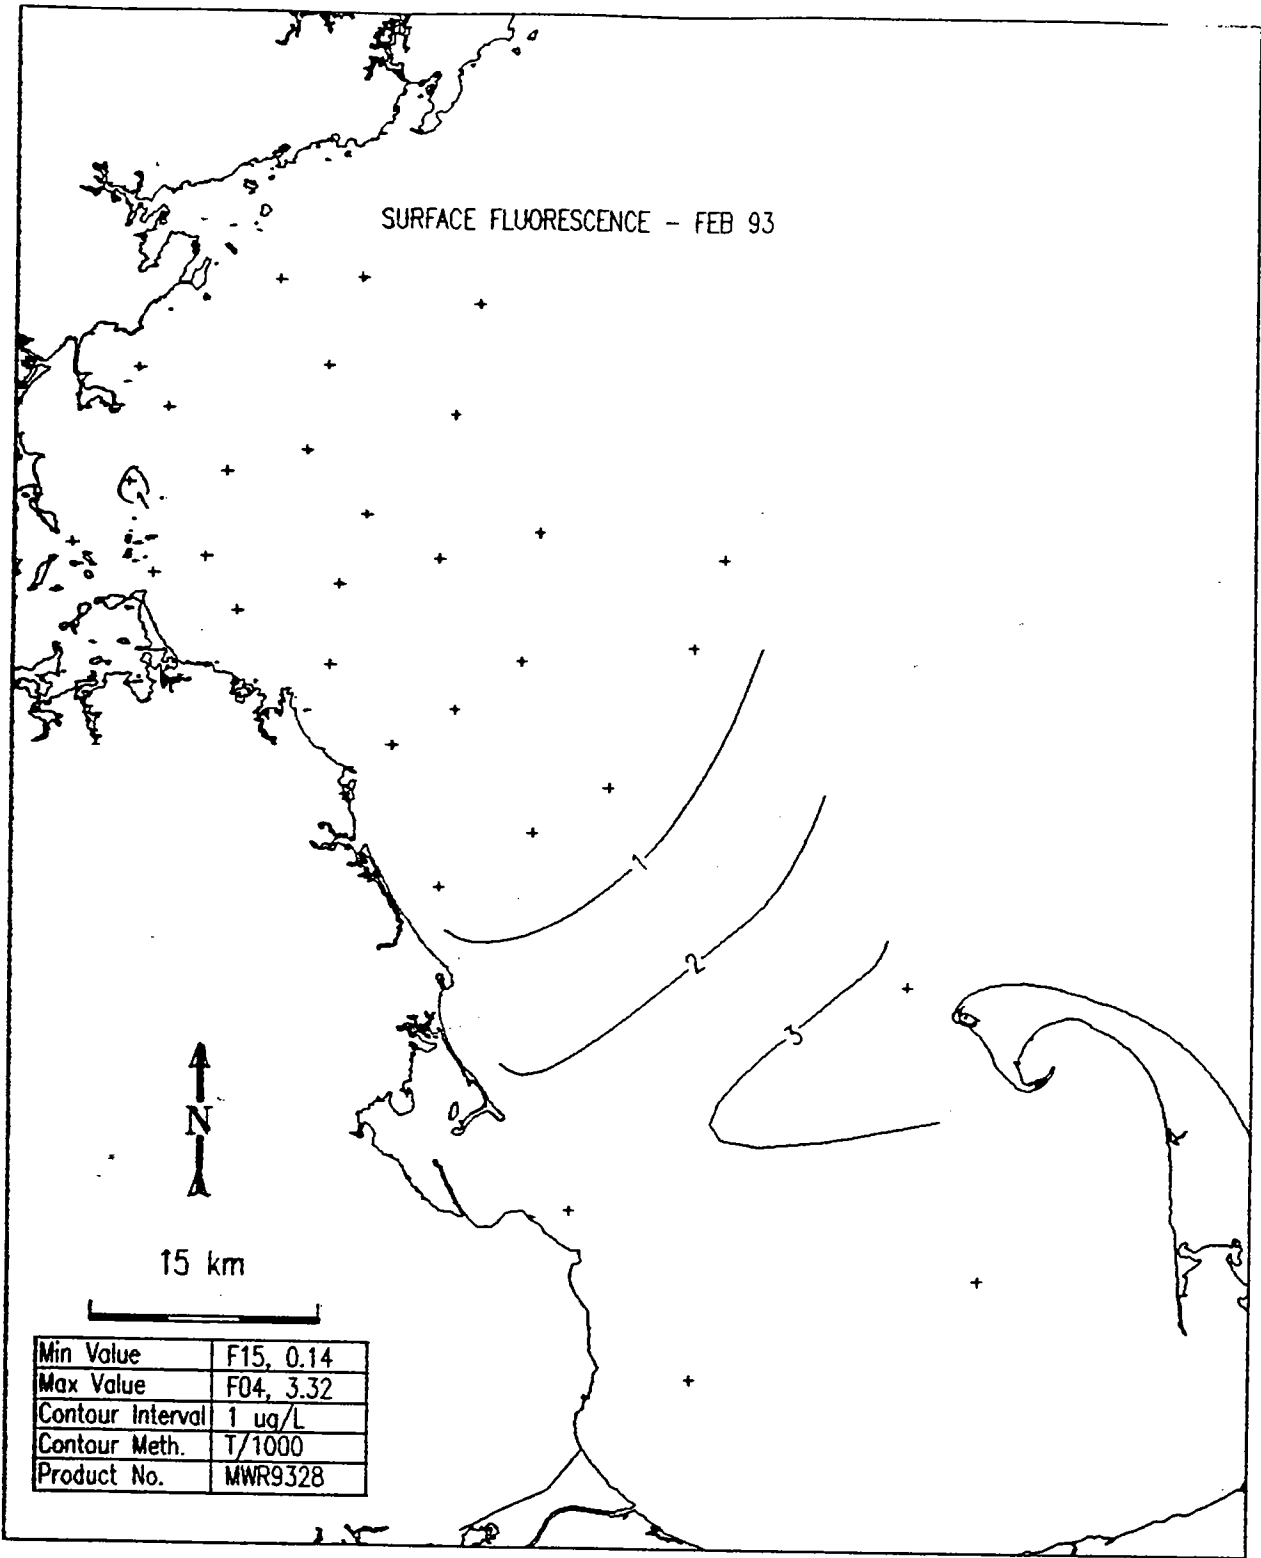 SURFACE FLUORESCENCE - FEB 93
1
2
3
N
15 km
Min Value F15, 0.14
Max Value F04, 3.32
Contour Interval 1 ug/L
Contour Meth. T/1000
Product No. MWR9328